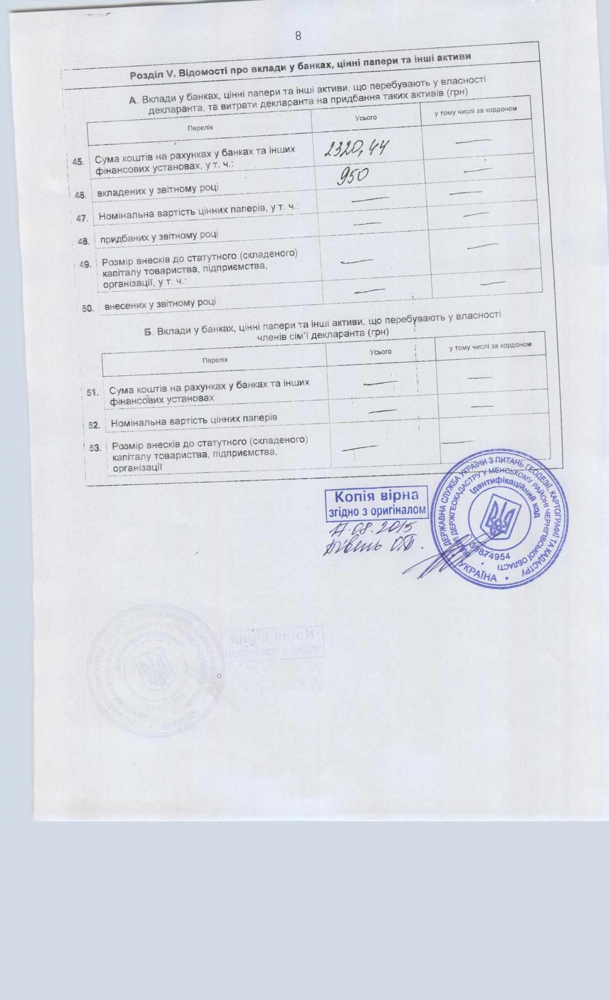 8
Розділ V. Відомості про вклади у банках, цінні папери та інші активи
А. Вклади у банках, цінні папери та інші активи, що перебувають у власності
декларанта, та витрати декларанта на придбання таких активів (грн)
Перелік Усього у тому числі за кордоном
45. Сума коштів на рахунках у банках та інших
фінансових установах, у т. ч.: 2320,44 —
46. вкладених у звітному році 950 —
47. Номінальна вартість цінних паперів, у т. ч.: — —
48. придбаних у звітному році — —
49. Розмір внесків до статутного (складеного)
капіталу товариства, підприємства,
організації, у т. ч.: — —
50. внесених у звітному році — —
Б. Вклади у банках, цінні папери та інші активи, що перебувають у власності
членів сім'ї декларанта (грн)
Перелік Усього у тому числі за кордоном
51. Сума коштів на рахунках у банках та інших
фінансових установах — —
52. Номінальна вартість цінних паперів — —
53. Розмір внесків до статутного (складеного)
капіталу товариства, підприємства,
організації — —
Копія вірна
згідно з оригіналом
17.08.2015
ДЕРЖАВНА СЛУЖБА УКРАЇНИ З ПИТАНЬ ГЕОДЕЗІЇ, КАРТОГРАФІЇ ТА КАДАСТРУ
ДЕРЖГЕОКАДАСТРУ У МЕНСЬКОМУ РАЙОНІ ЧЕРНІГІВСЬКОЇ ОБЛАСТІ
Ідентифікаційний код
39874954
УКРАЇНА